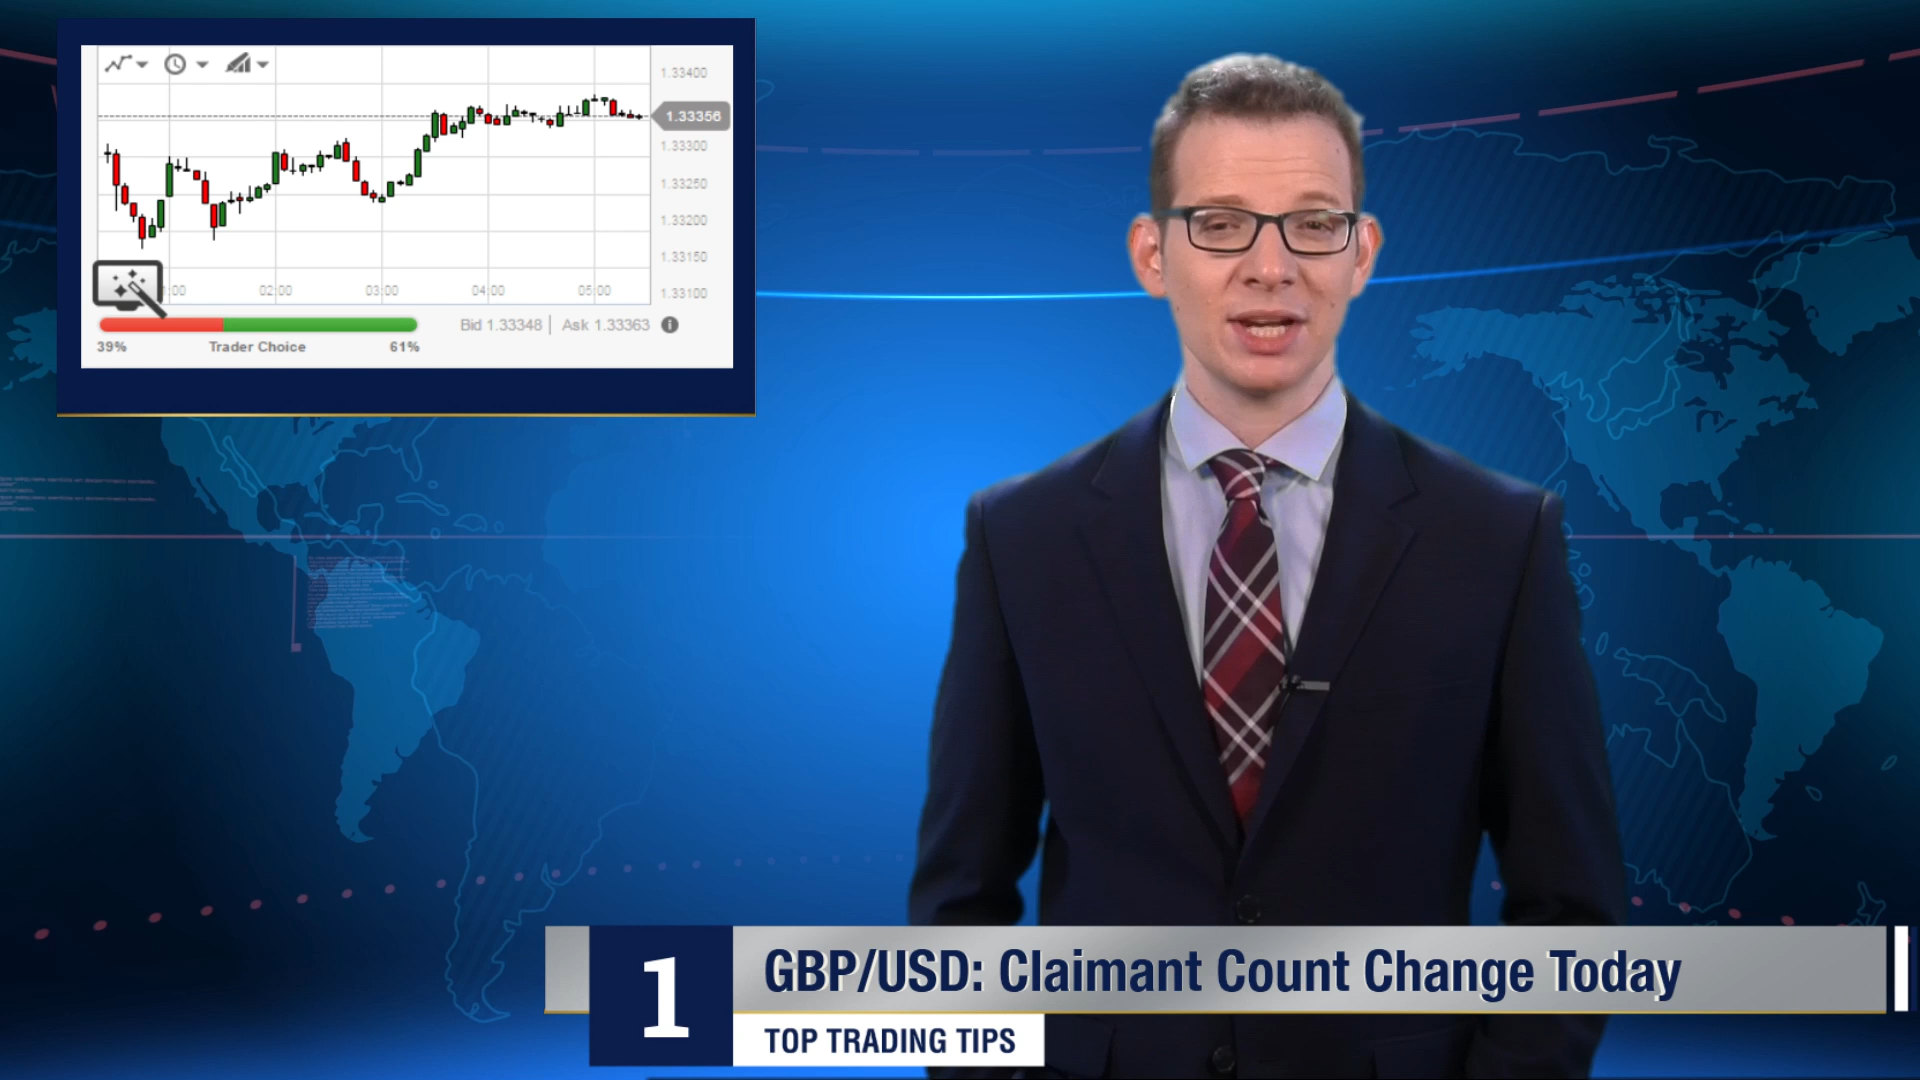 1.33400
1.33356
1.33300
1.33250
1.33200
1.33150
1.33100
:00 02:00 03:00 04:00 05:00
Bid 1.33348 | Ask 1.33363
39% Trader Choice 61%
1 GBP/USD: Claimant Count Change Today
TOP TRADING TIPS